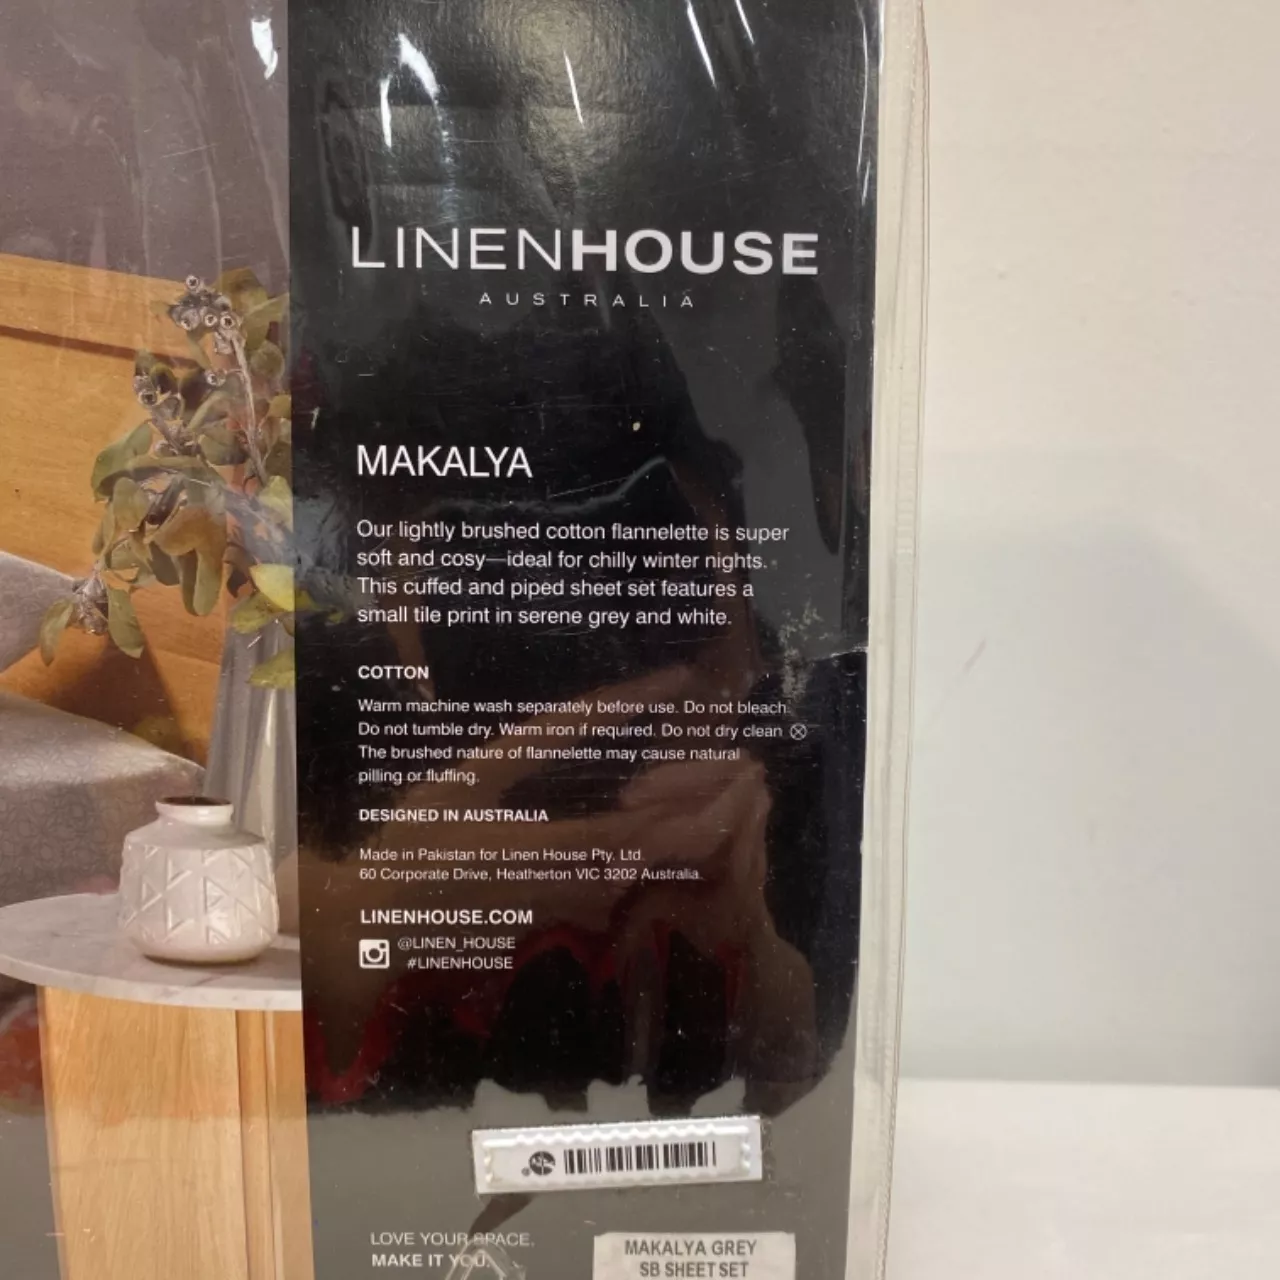 LINENHOUSE
AUSTRALIA
MAKALYA
Our lightly brushed cotton flannelette is super
soft and cosy—ideal for chilly winter nights.
This cuffed and piped sheet set features a
small tile print in serene grey and white.
COTTON
Warm machine wash separately before use. Do not bleach.
Do not tumble dry. Warm iron if required. Do not dry clean
The brushed nature of flannelette may cause natural
pilling or fluffing.
DESIGNED IN AUSTRALIA
Made in Pakistan for Linen House Pty. Ltd.
60 Corporate Drive, Heatherton VIC 3202 Australia.
LINENHOUSE.COM
@LINEN_HOUSE
#LINENHOUSE
LOVE YOUR SPACE.
MAKE IT YOU.
MAKALYA GREY
SB SHEET SET